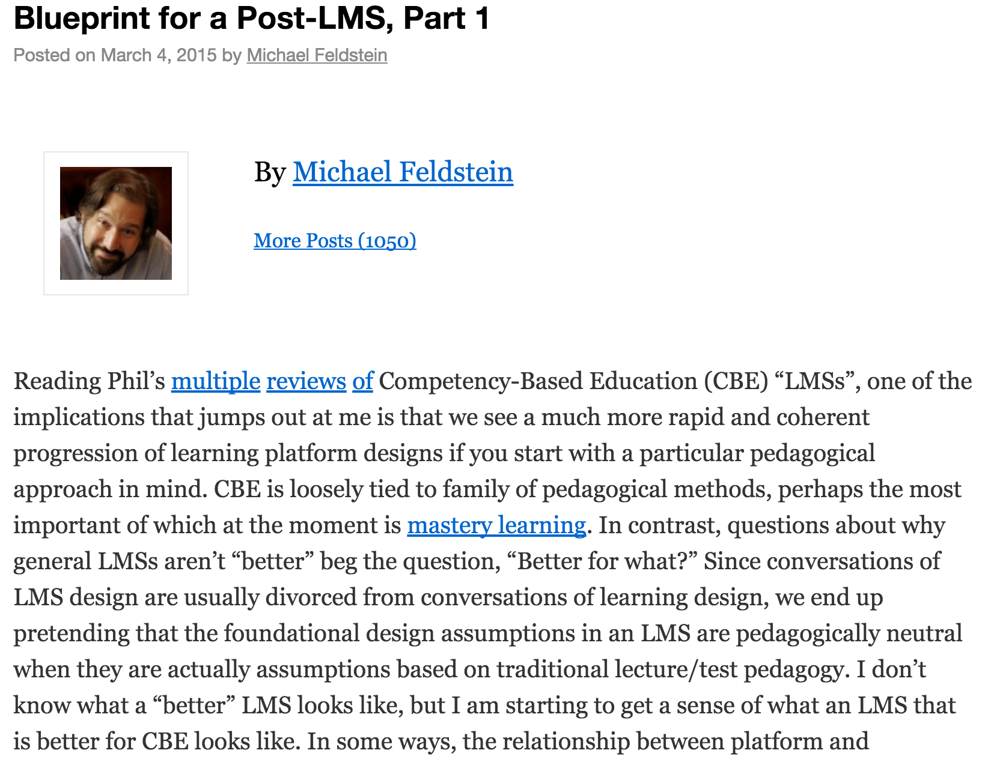 Blueprint for a Post-LMS, Part 1
Posted on March 4, 2015 by Michael Feldstein
By Michael Feldstein
More Posts (1050)
Reading Phil’s multiple reviews of Competency-Based Education (CBE) “LMSs”, one of the
implications that jumps out at me is that we see a much more rapid and coherent
progression of learning platform designs if you start with a particular pedagogical
approach in mind. CBE is loosely tied to family of pedagogical methods, perhaps the most
important of which at the moment is mastery learning. In contrast, questions about why
general LMSs aren’t “better” beg the question, “Better for what?” Since conversations of
LMS design are usually divorced from conversations of learning design, we end up
pretending that the foundational design assumptions in an LMS are pedagogically neutral
when they are actually assumptions based on traditional lecture/test pedagogy. I don’t
know what a “better” LMS looks like, but I am starting to get a sense of what an LMS that
is better for CBE looks like. In some ways, the relationship between platform and